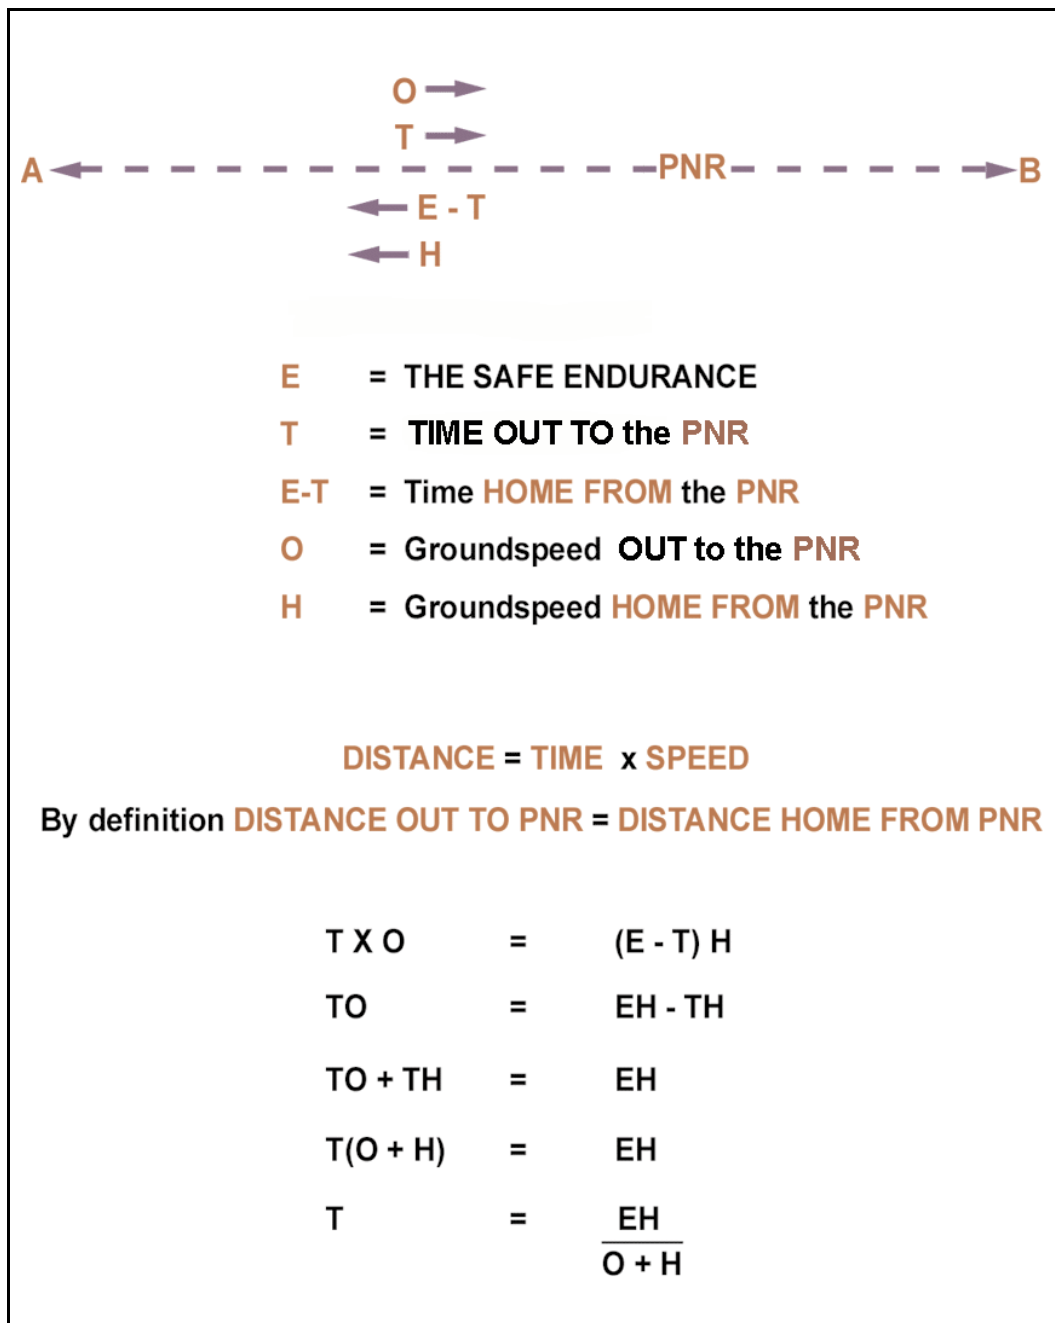 O
T
A PNR B
E - T
H
E = THE SAFE ENDURANCE
T = TIME OUT TO the PNR
E-T = Time HOME FROM the PNR
O = Groundspeed OUT to the PNR
H = Groundspeed HOME FROM the PNR
DISTANCE = TIME x SPEED
By definition DISTANCE OUT TO PNR = DISTANCE HOME FROM PNR
T X O = (E - T) H
TO = EH - TH
TO + TH = EH
T(O + H) = EH
T = EH
O + H